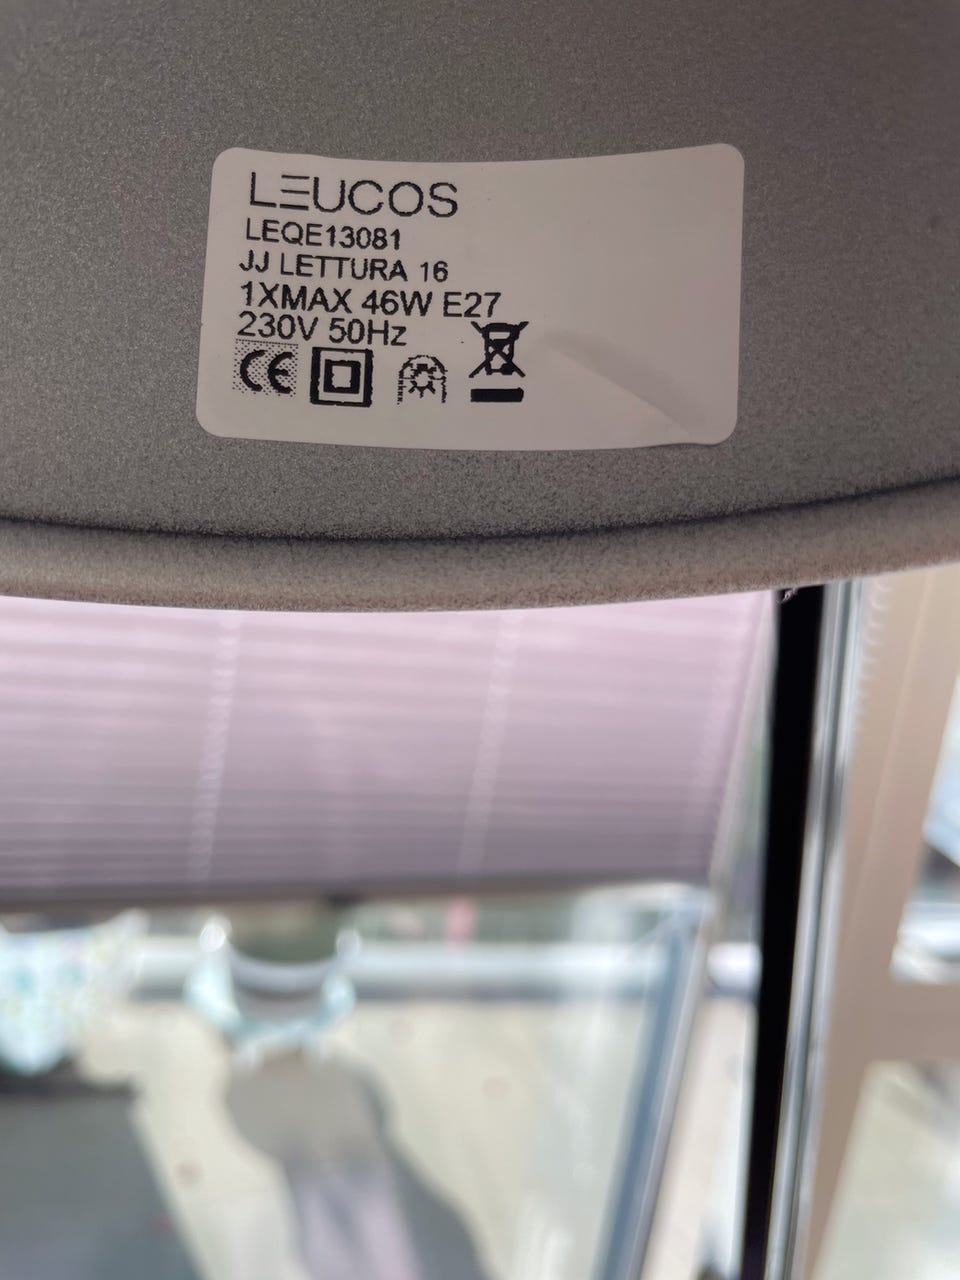 LEUCOS
LEQE13081
JJ LETTURA 16
1XMAX 46W E27
230V 50Hz
CE